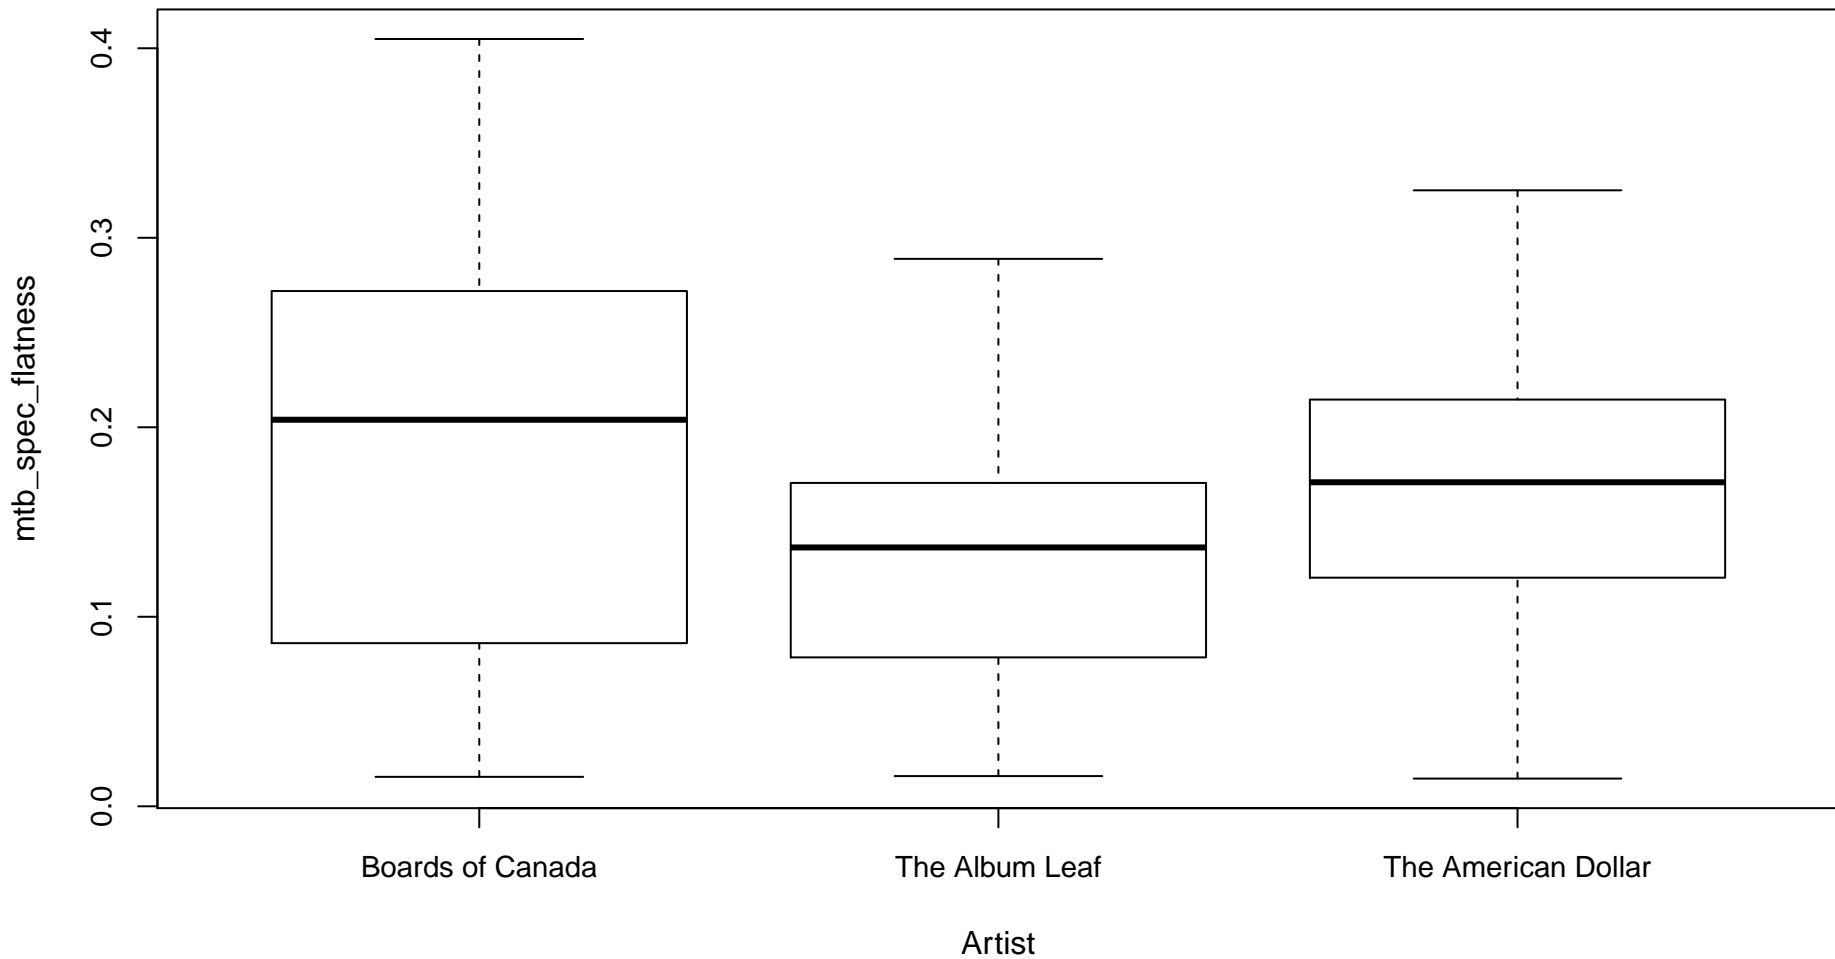 0.4
0.3
0.2
0.1
0.0
mtb_spec_flatness
Boards of Canada
The Album Leaf
The American Dollar
Artist